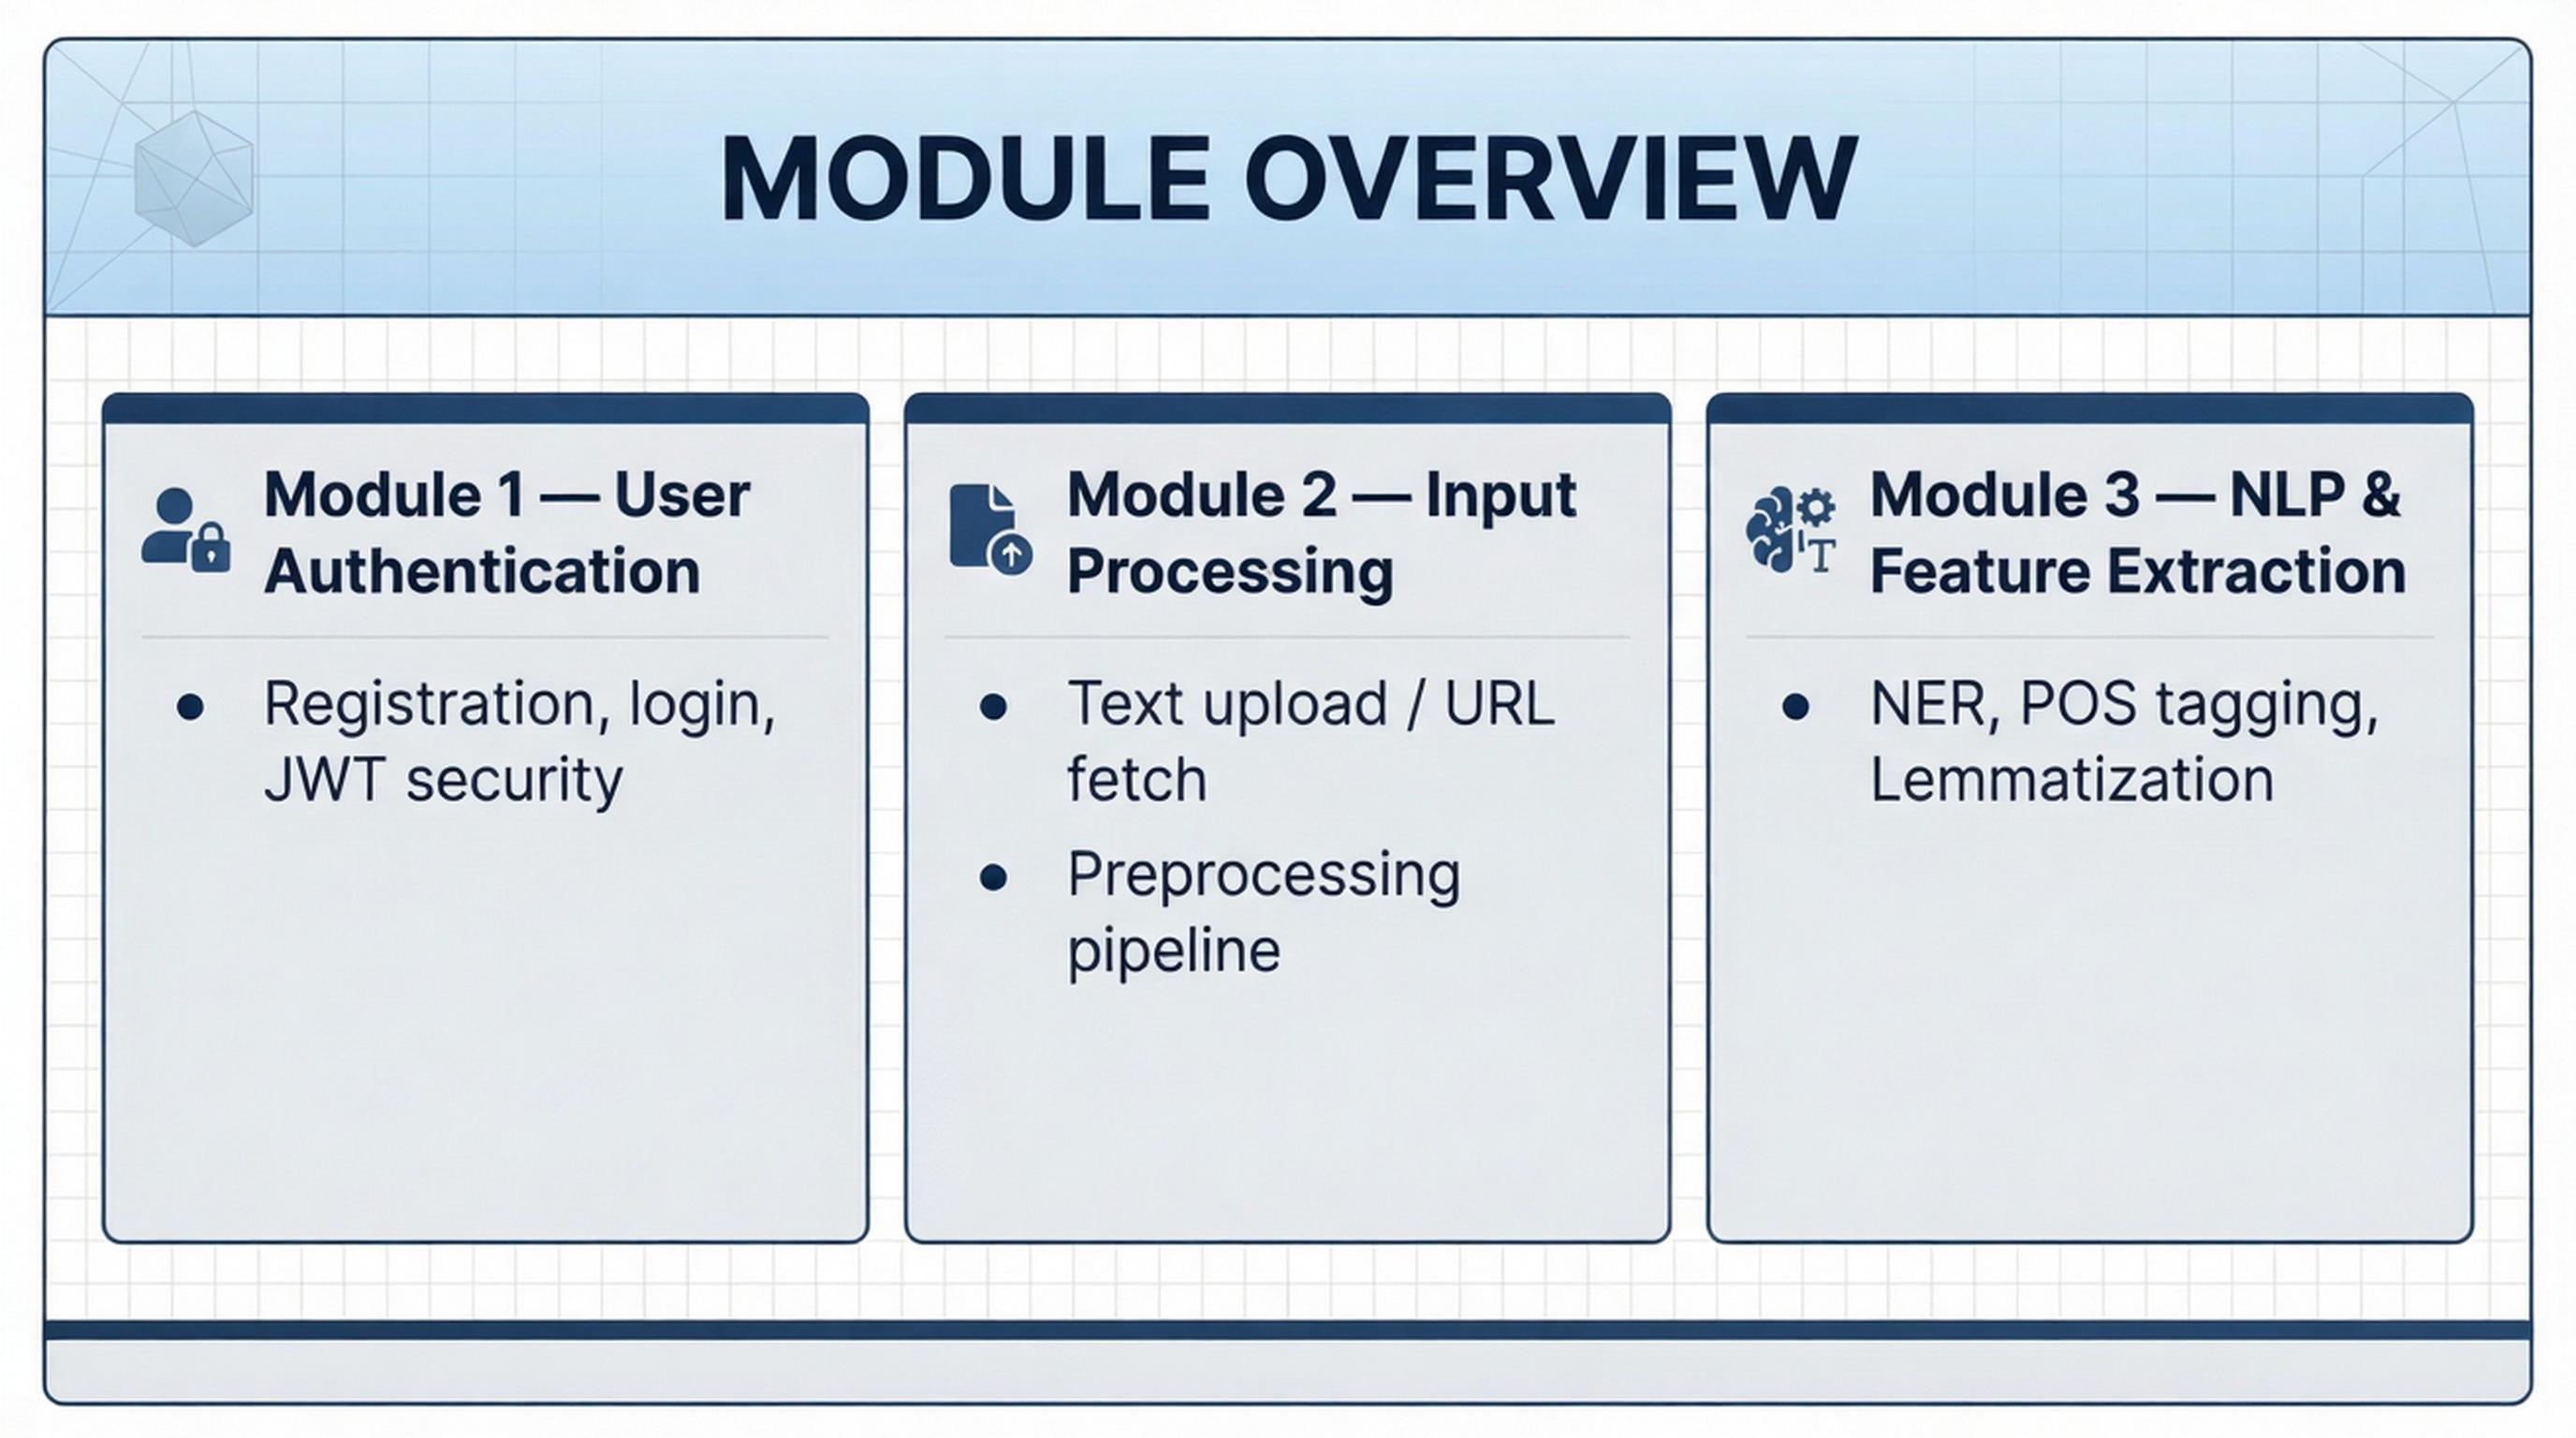 MODULE OVERVIEW
Module 1 — User
Authentication
• Registration, login,
JWT security
Module 2 — Input
Processing
• Text upload / URL
fetch
• Preprocessing
pipeline
Module 3 — NLP &
Feature Extraction
• NER, POS tagging,
Lemmatization